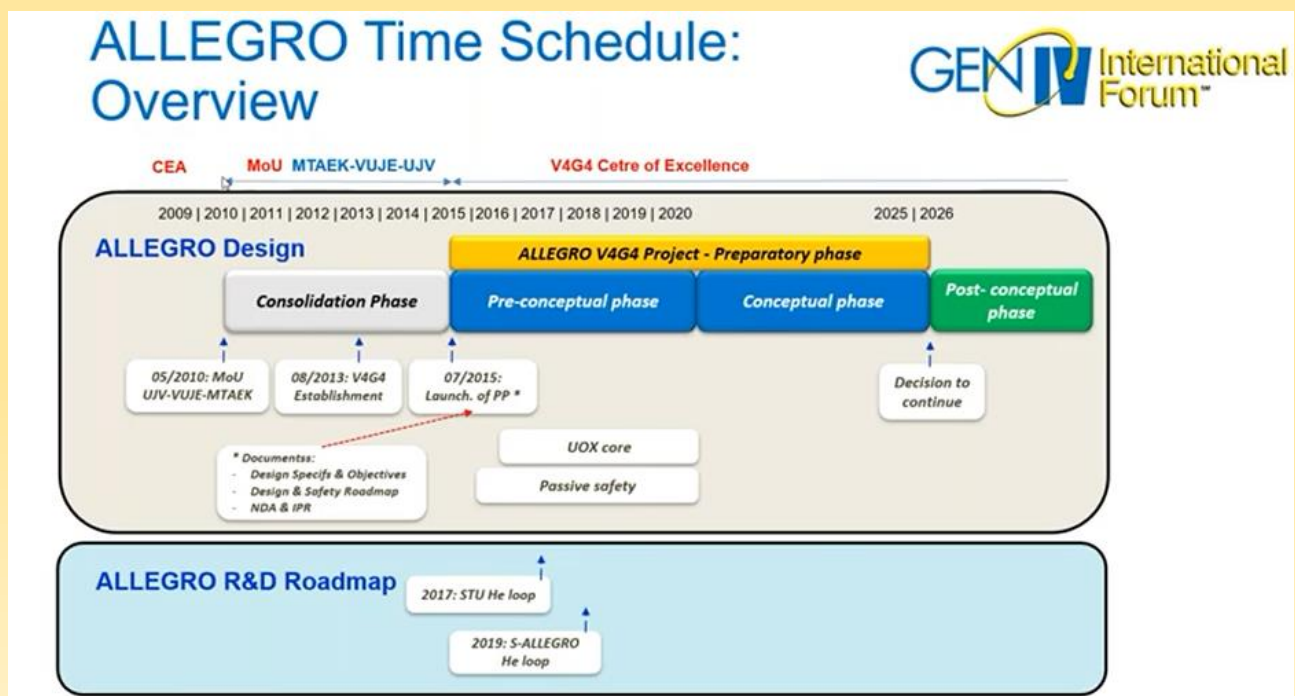 ALLEGRO Time Schedule:
Overview
GEN IV International
Forum™
CEA
MoU MTAEK-VUJE-UJV
V4G4 Cetre of Excellence
2009 | 2010 | 2011 | 2012 | 2013 | 2014 | 2015 |2016 | 2017 | 2018 | 2019 | 2020
2025 | 2026
ALLEGRO Design
ALLEGRO V4G4 Project - Preparatory phase
Consolidation Phase
Pre-conceptual phase
Conceptual phase
Post- conceptual
phase
05/2010: MoU
UJV-VUJE-MTAEK
08/2013: V4G4
Establishment
07/2015:
Launch. of PP *
Decision to
continue
* Documentss:
- Design Specifs & Objectives
- Design & Safety Roadmap
- NDA & IPR
UOX core
Passive safety
ALLEGRO R&D Roadmap
2017: STU He loop
2019: S-ALLEGRO
He loop